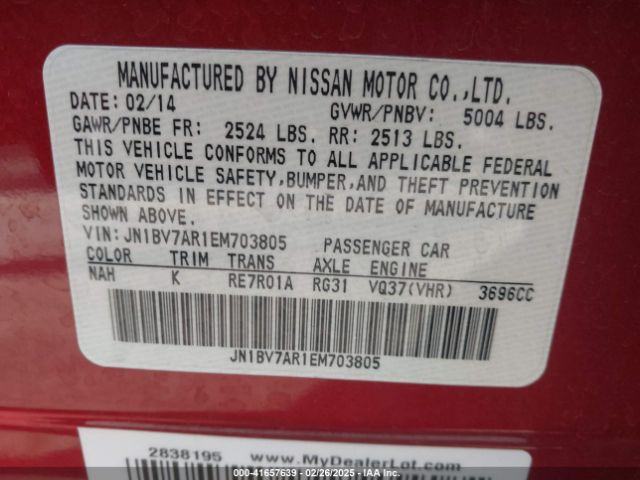 MANUFACTURED BY NISSAN MOTOR CO.,LTD.
DATE: 02/14 GVWR/PNBV: 5004 LBS.
GAWR/PNBE FR: 2524 LBS. RR: 2513 LBS.
THIS VEHICLE CONFORMS TO ALL APPLICABLE FEDERAL
MOTOR VEHICLE SAFETY,BUMPER,AND THEFT PREVENTION
STANDARDS IN EFFECT ON THE DATE OF MANUFACTURE
SHOWN ABOVE.
VIN: JN1BV7AR1EM703805 PASSENGER CAR
COLOR TRIM TRANS AXLE ENGINE
NAH K RE7R01A RG31 VQ37(VHR) 3696CC
JN1BV7AR1EM703805
2838195 www.MyDealerLot.com
COPART: 41657639 / 02/26/2025 / IAA INC.